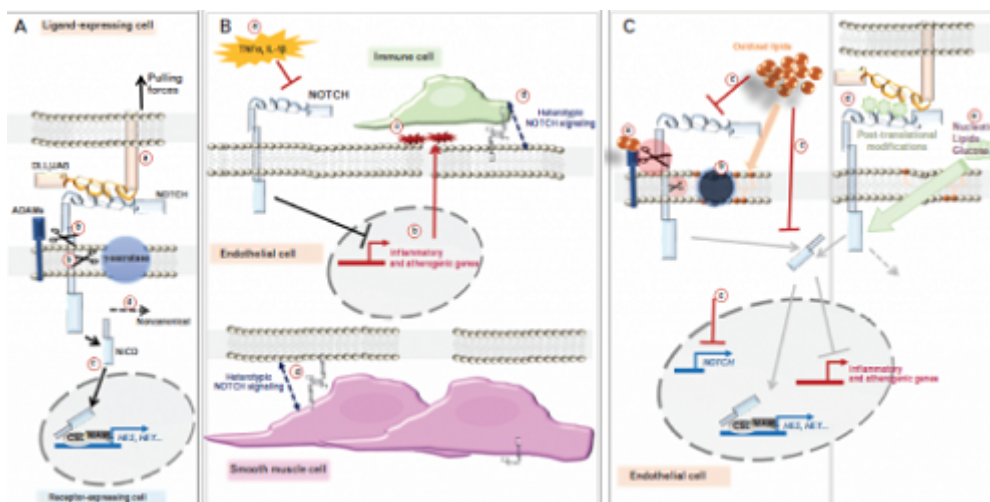 A
Ligand-expressing cell
Pulling
forces
e
DLL/JAG
NOTCH
ADAMs
b
b
γ-secretase
d
Noncanonical
NICD
c
CSL MAML
HES, HEY...
Receptor-expressing cell
B
a
TNFα, IL-1β
Immune cell
NOTCH
c
d
Heterotypic
NOTCH signaling
b
Inflammatory
and atherogenic genes
Endothelial cell
Heterotypic
NOTCH signaling
d
Smooth muscle cell
C
Oxidized lipids
c
a
b
c
d
Post-translational
modifications
e
Lipids
Glucose
c
NOTCH
Inflammatory
and atherogenic genes
CSL MAML
HES, HEY...
Endothelial cell